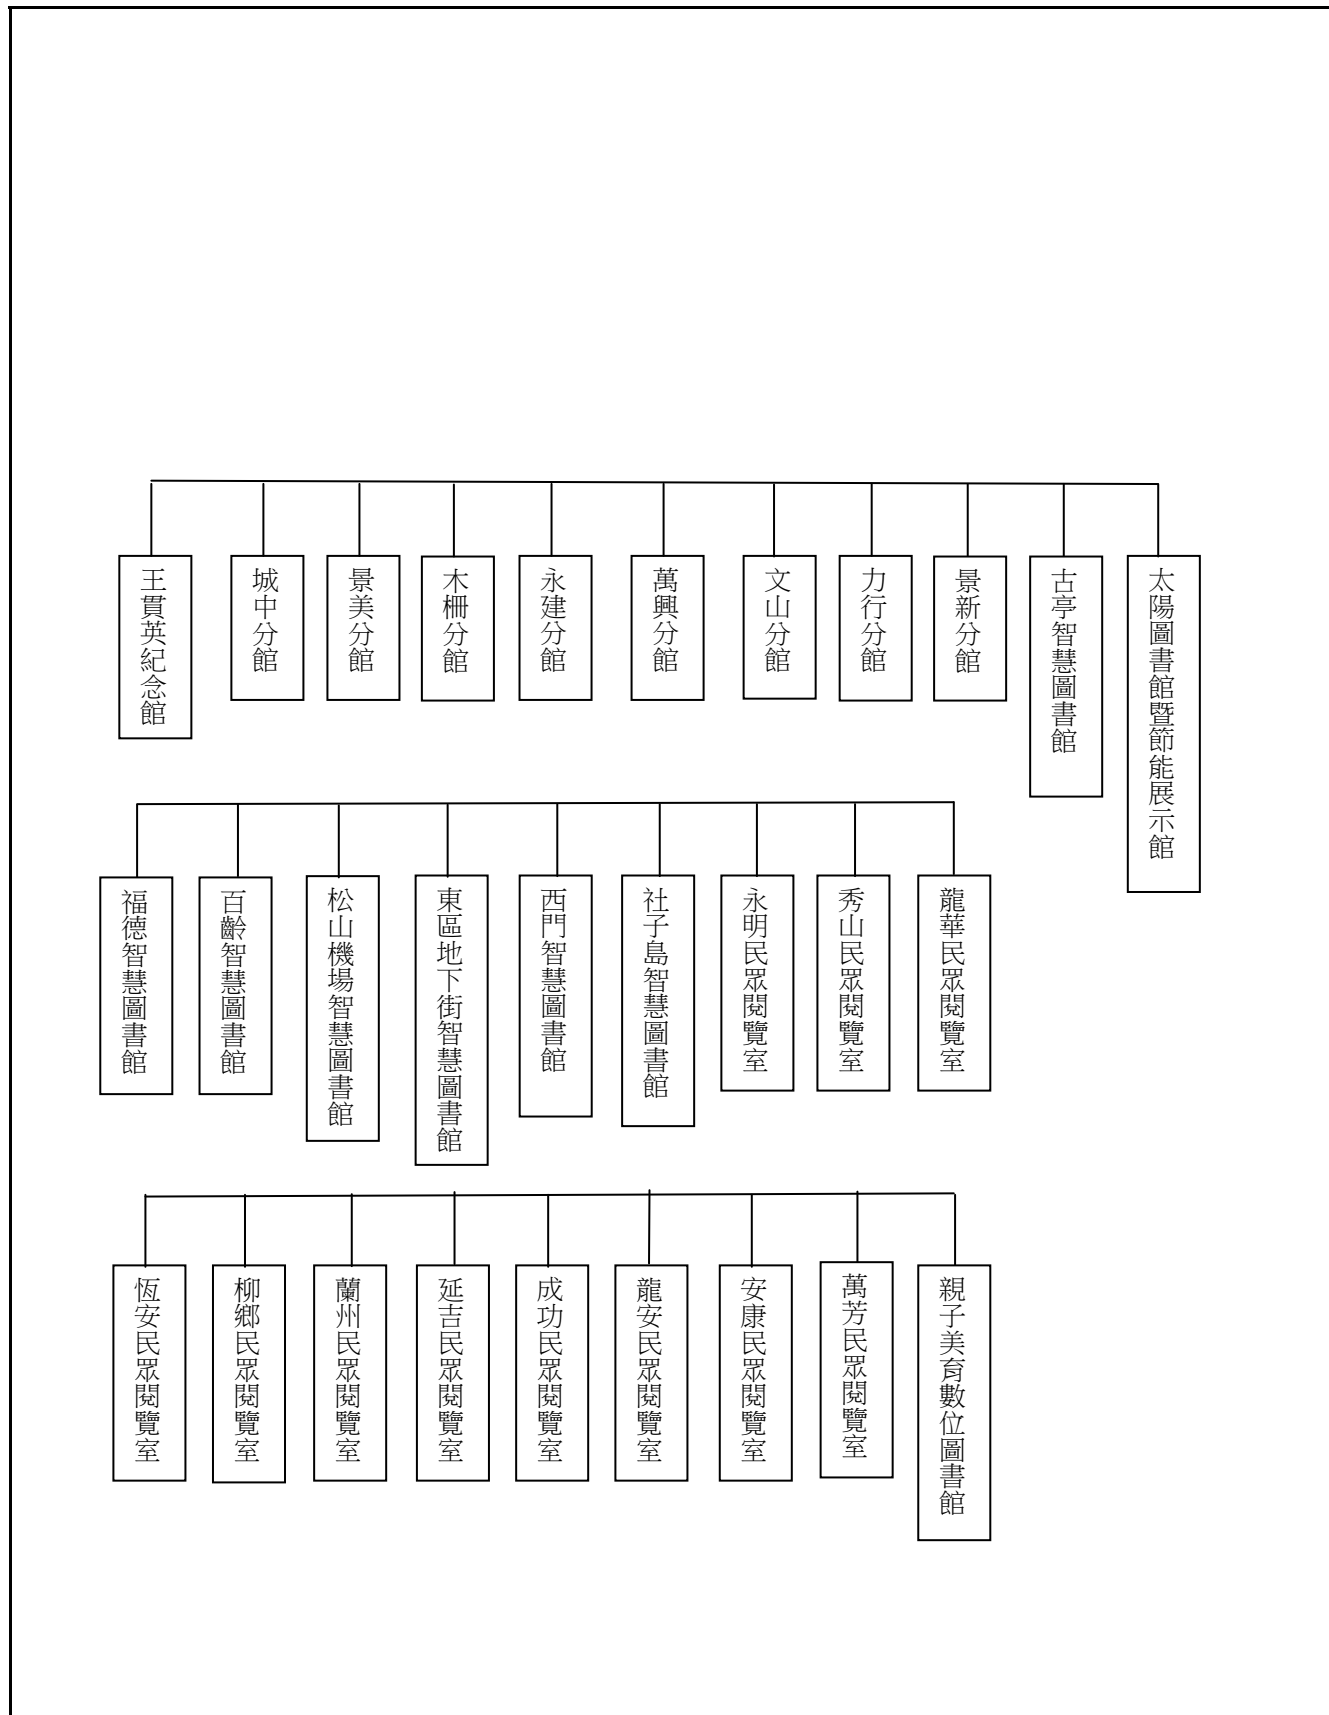 王貫英紀念館
城中分館
景美分館
木柵分館
永建分館
萬興分館
文山分館
力行分館
景新分館
古亭智慧圖書館
太陽圖書館暨節能展示館
福德智慧圖書館
百齡智慧圖書館
松山機場智慧圖書館
東區地下街智慧圖書館
西門智慧圖書館
社子島智慧圖書館
永明民眾閱覽室
秀山民眾閱覽室
龍華民眾閱覽室
恆安民眾閱覽室
柳鄉民眾閱覽室
蘭州民眾閱覽室
延吉民眾閱覽室
成功民眾閱覽室
龍安民眾閱覽室
安康民眾閱覽室
萬芳民眾閱覽室
親子美育數位圖書館